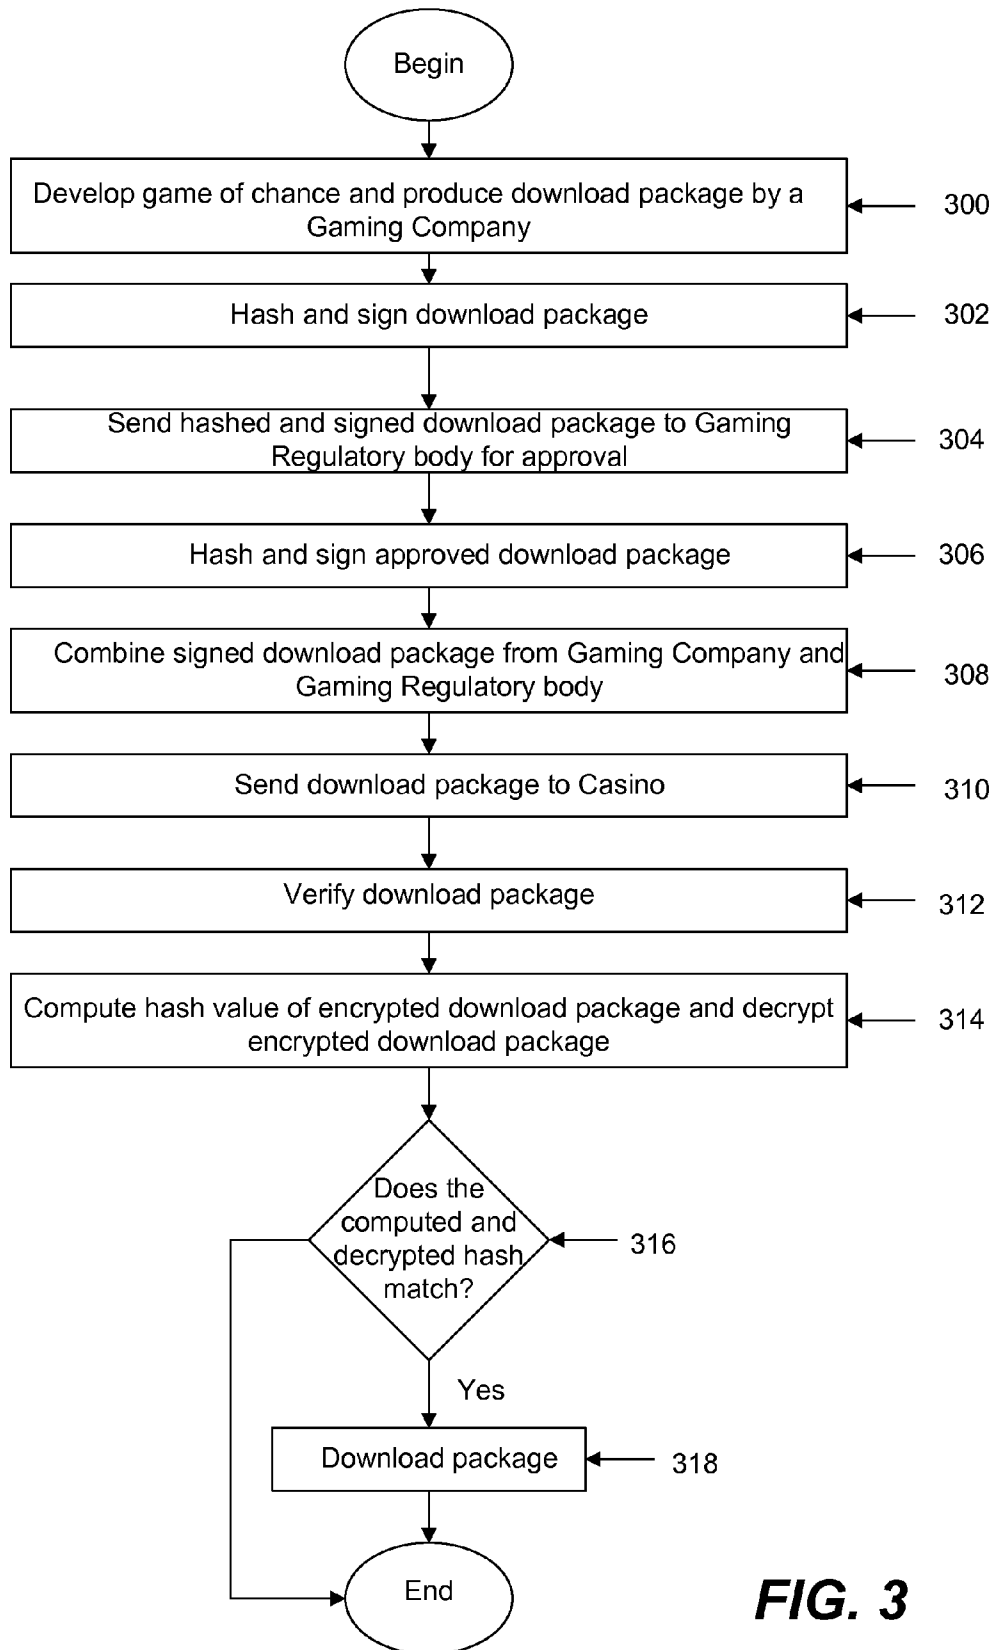 Begin
Develop game of chance and produce download package by a
Gaming Company
300
Hash and sign download package
302
Send hashed and signed download package to Gaming
Regulatory body for approval
304
Hash and sign approved download package
306
Combine signed download package from Gaming Company and
Gaming Regulatory body
308
Send download package to Casino
310
Verify download package
312
Compute hash value of encrypted download package and decrypt
encrypted download package
314
Does the
computed and
decrypted hash
match?
316
Yes
Download package
318
End
FIG. 3